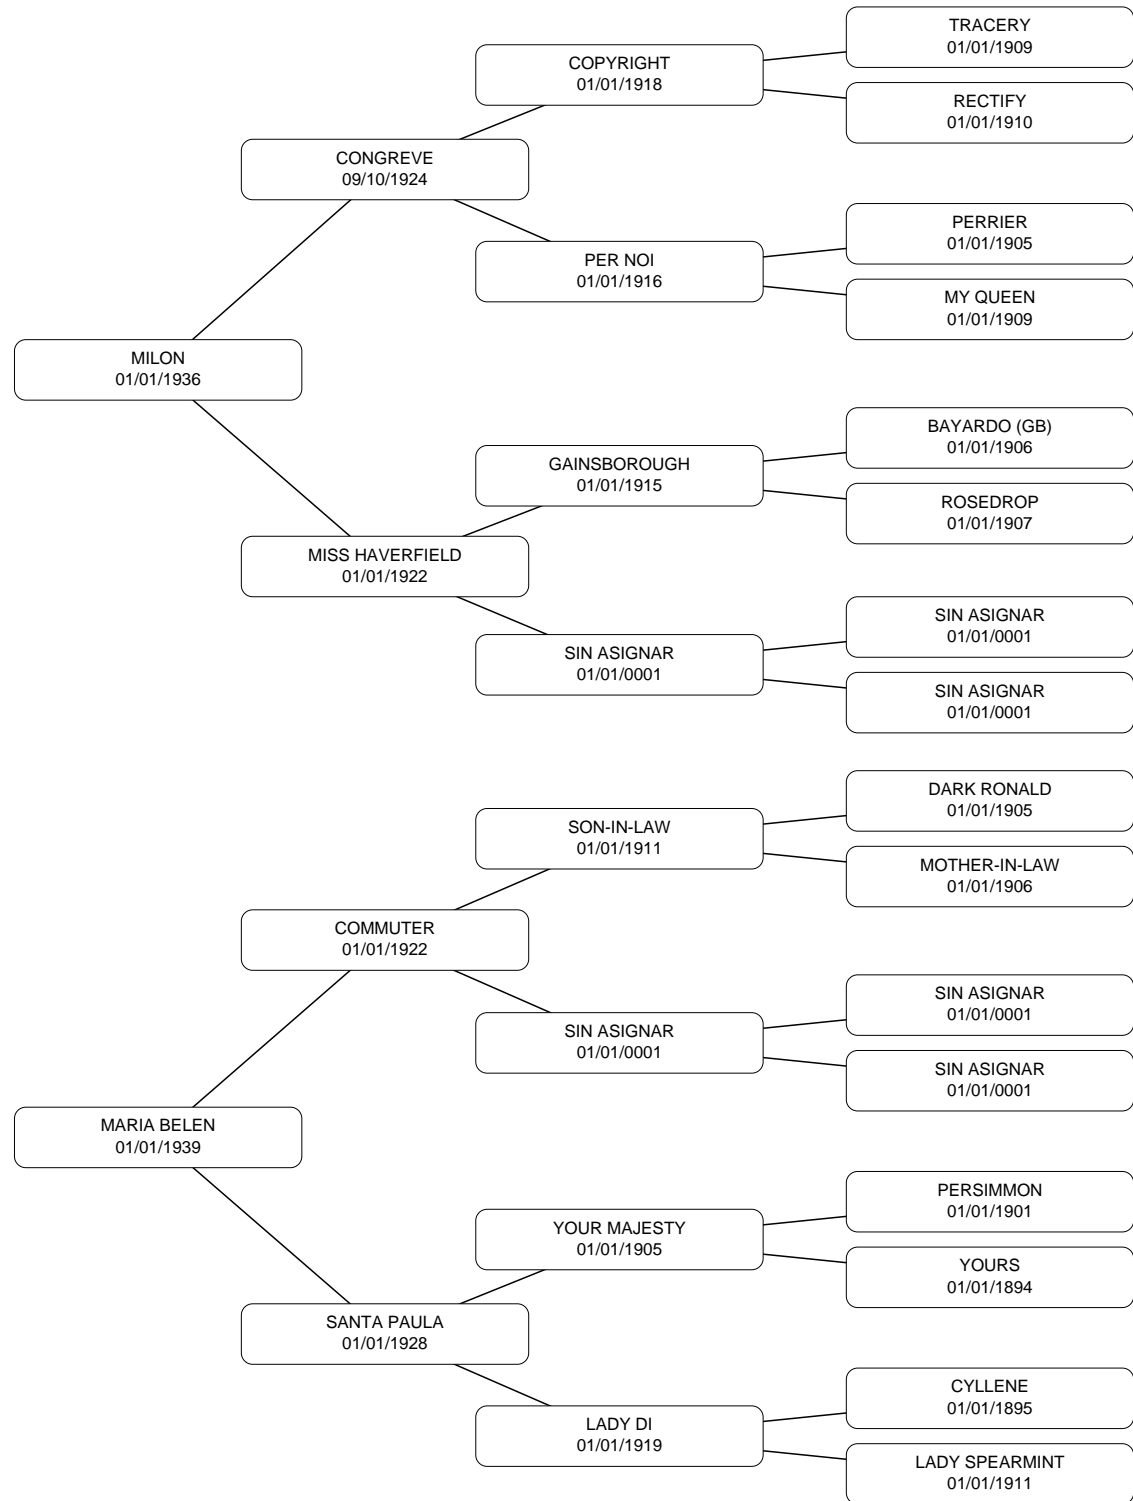 TRACERY
01/01/1909
COPYRIGHT
01/01/1918
RECTIFY
01/01/1910
CONGREVE
09/10/1924
PERRIER
01/01/1905
PER NOI
01/01/1916
MY QUEEN
01/01/1909
MILON
01/01/1936
BAYARDO (GB)
01/01/1906
GAINSBOROUGH
01/01/1915
ROSEDROP
01/01/1907
MISS HAVERFIELD
01/01/1922
SIN ASIGNAR
01/01/0001
SIN ASIGNAR
01/01/0001
SIN ASIGNAR
01/01/0001
DARK RONALD
01/01/1905
SON-IN-LAW
01/01/1911
MOTHER-IN-LAW
01/01/1906
COMMUTER
01/01/1922
SIN ASIGNAR
01/01/0001
SIN ASIGNAR
01/01/0001
SIN ASIGNAR
01/01/0001
MARIA BELEN
01/01/1939
PERSIMMON
01/01/1901
YOUR MAJESTY
01/01/1905
YOURS
01/01/1894
SANTA PAULA
01/01/1928
CYLLENE
01/01/1895
LADY DI
01/01/1919
LADY SPEARMINT
01/01/1911